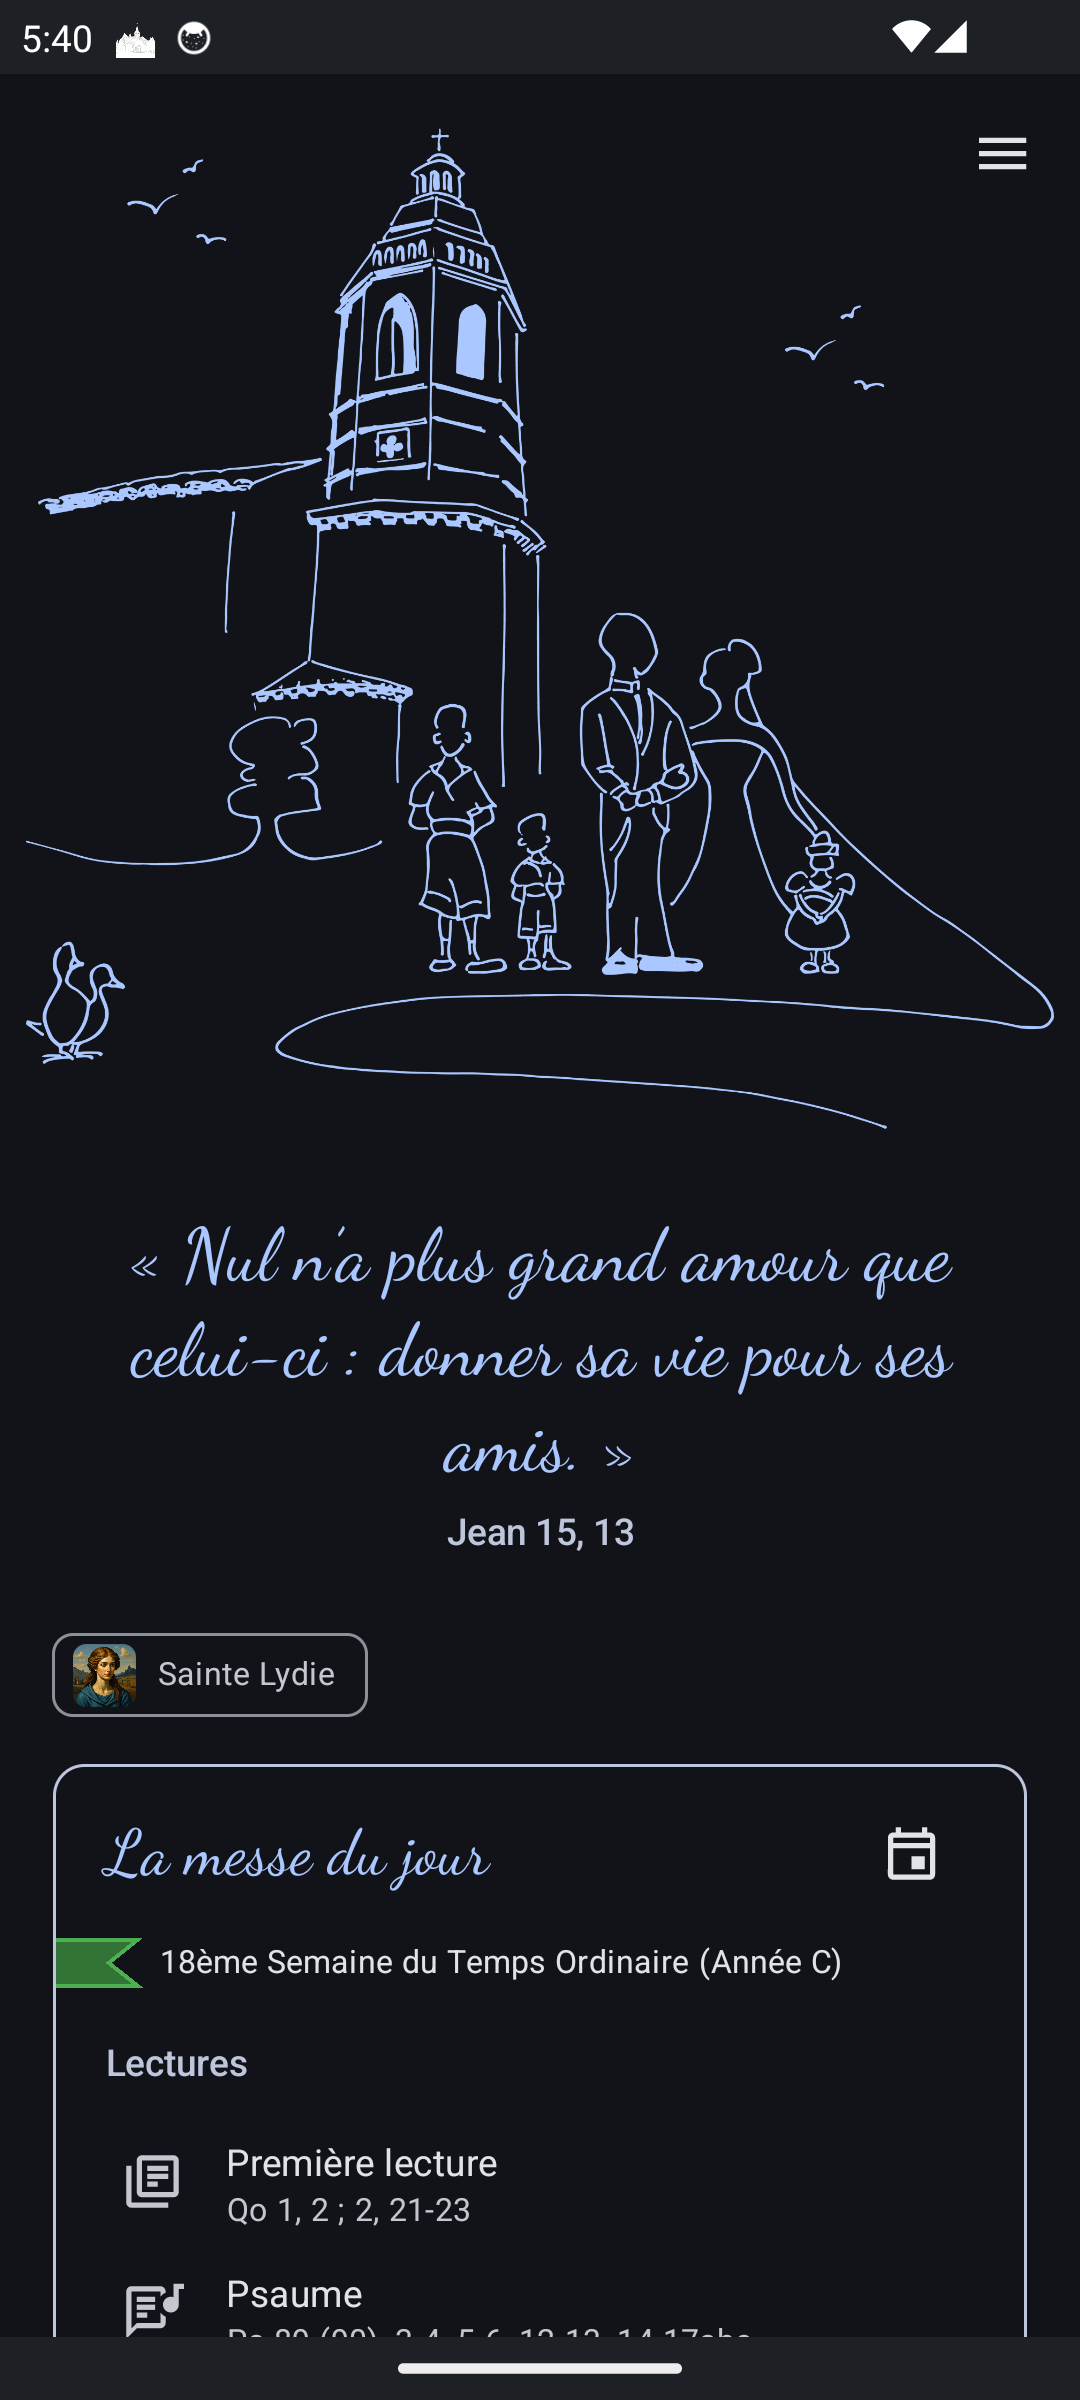 5:40
« Nul n'a plus grand amour que
celui-ci : donner sa vie pour ses
amis. »
Jean 15, 13
Sainte Lydie
La messe du jour
18ème Semaine du Temps Ordinaire (Année C)
Lectures
Première lecture
Qo 1, 2 ; 2, 21-23
Psaume